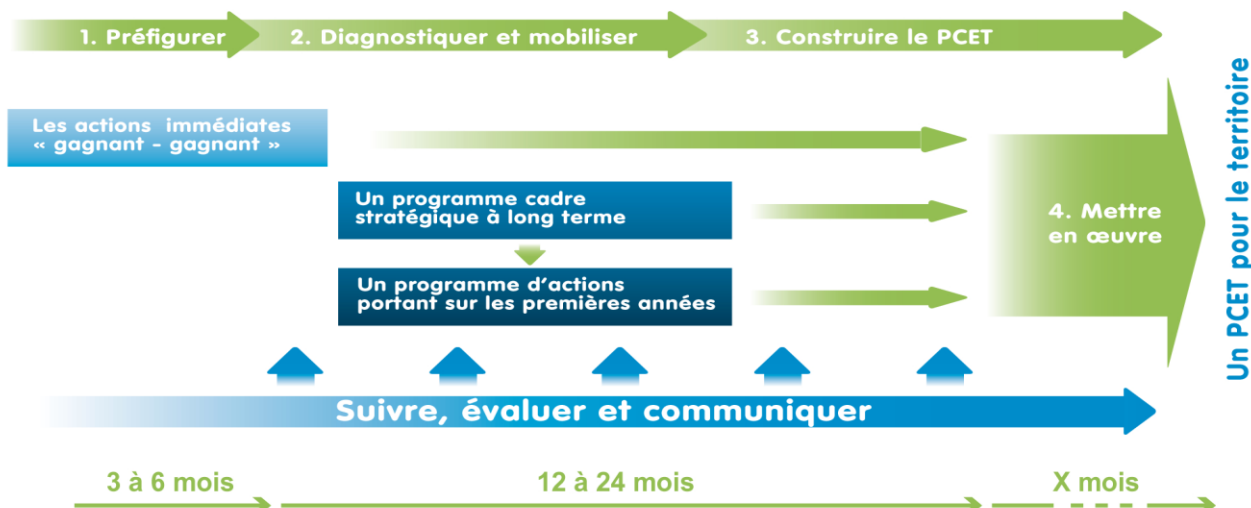 1. Préfigurer
2. Diagnostiquer et mobiliser
3. Construire le PCET
Les actions immédiates
« gagnant - gagnant »
Un programme cadre
stratégique à long terme
Un programme d'actions
portant sur les premières années
4. Mettre
en œuvre
Un PCET pour le territoire
Suivre, évaluer et communiquer
3 à 6 mois
12 à 24 mois
X mois